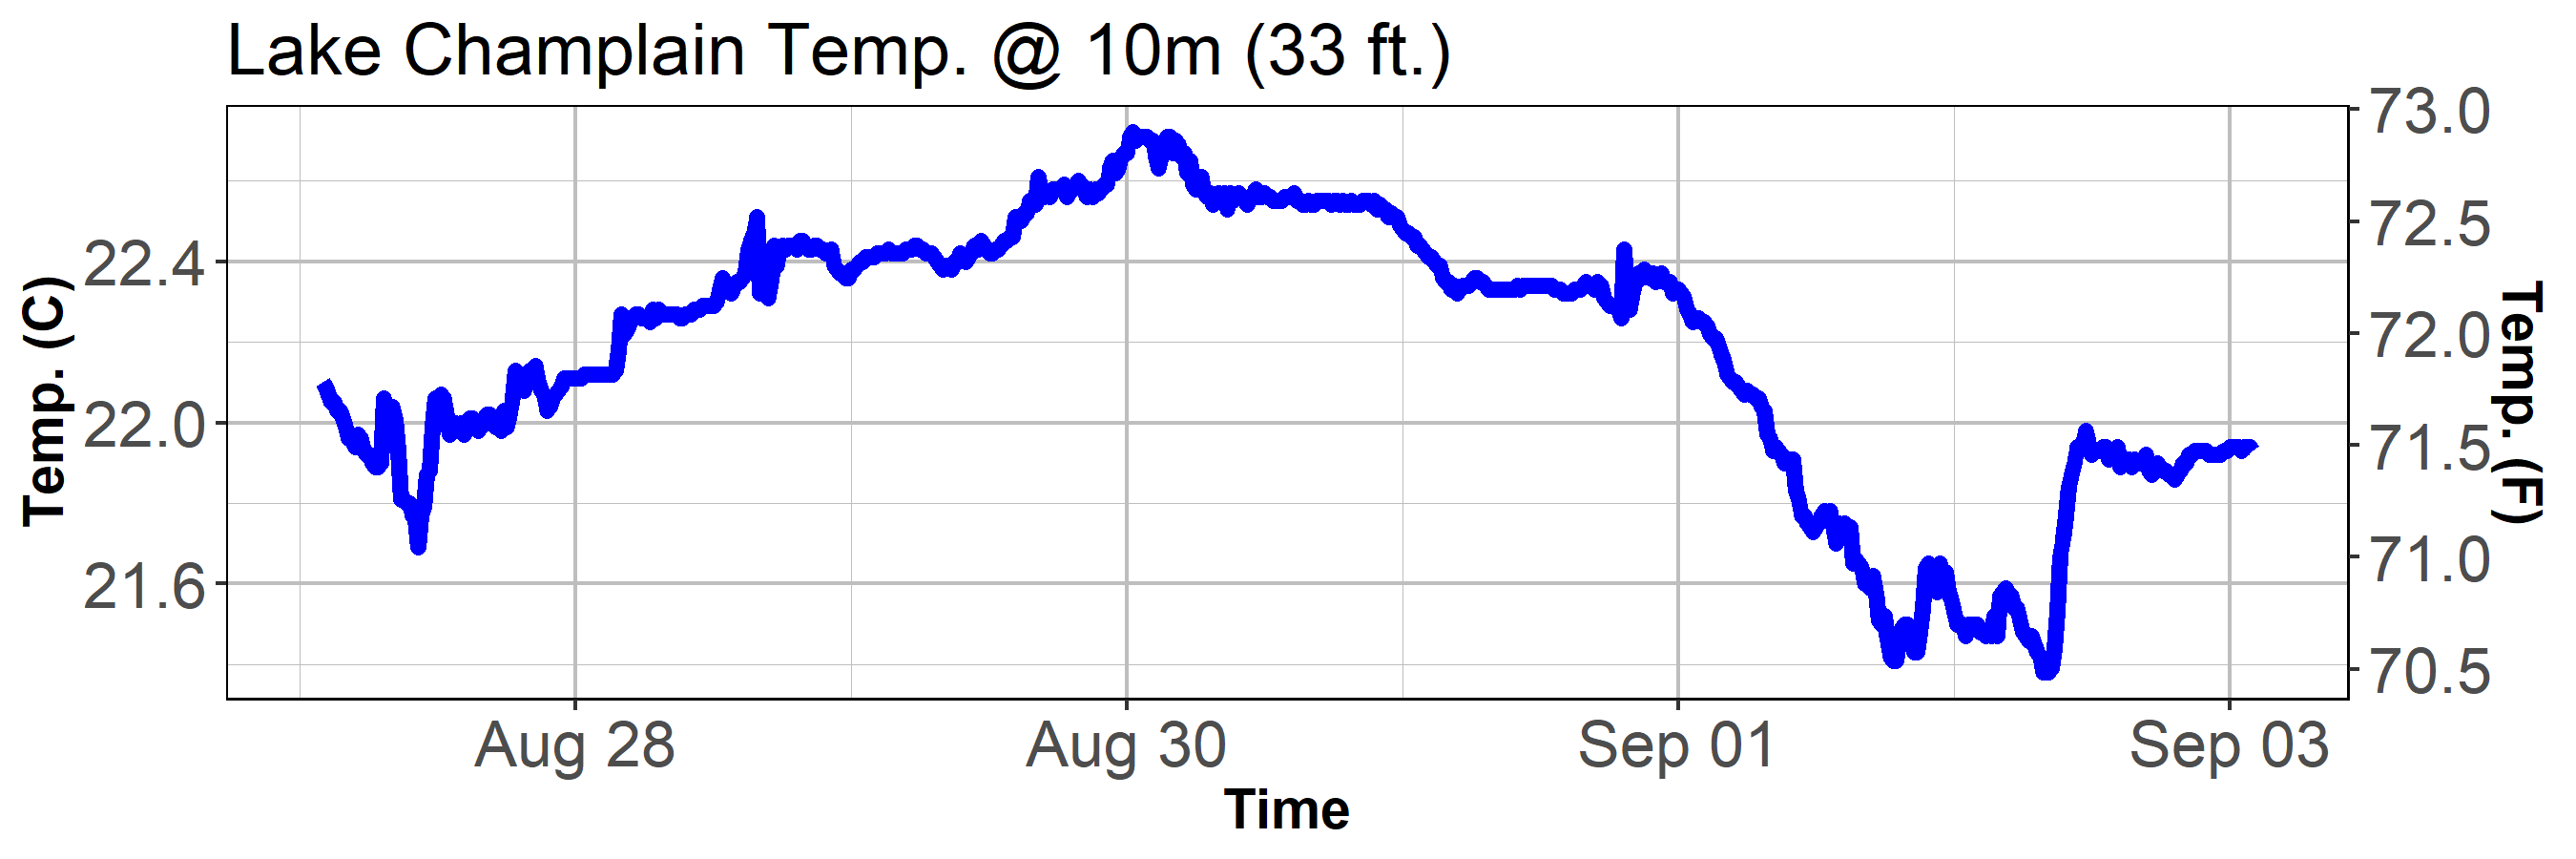 Lake Champlain Temp. @ 10m (33 ft.)
Temp. (C)
22.4
22.0
21.6
73.0
72.5
72.0
71.5
71.0
70.5
Temp. (F)
Aug 28
Aug 30
Sep 01
Sep 03
Time